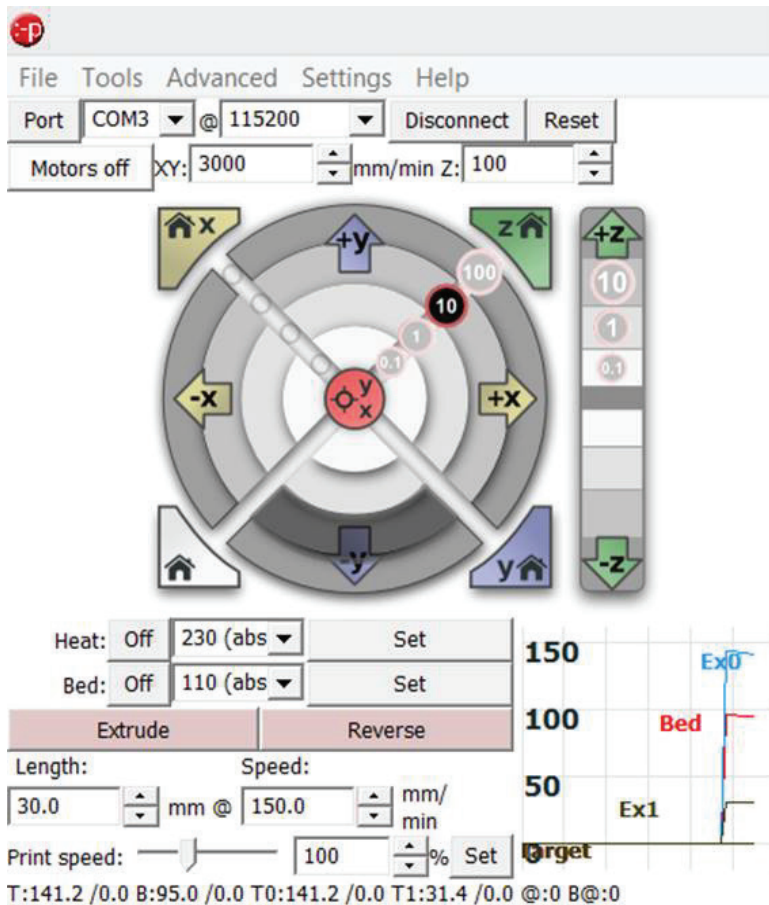 :-p
File Tools Advanced Settings Help
Port COM3 @ 115200 Disconnect Reset
Motors off XY: 3000 mm/min Z: 100
x +y z +z
100 10
10 1
1 0.1
0.1
-x y x +x
-y y -z
Heat: Off 230 (abs Set
Bed: Off 110 (abs Set
Extrude Reverse
Length: Speed:
30.0 mm @ 150.0 mm/
min
Print speed: 100 % Set
150 Ex0
100 Bed
50
Ex1
0 Target
T:141.2 /0.0 B:95.0 /0.0 T0:141.2 /0.0 T1:31.4 /0.0 @:0 B@:0